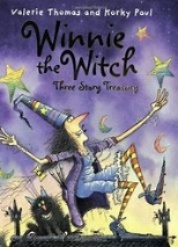 Valerie Thomas and Korky Paul
Winnie
the Witch
Three Story Treasury